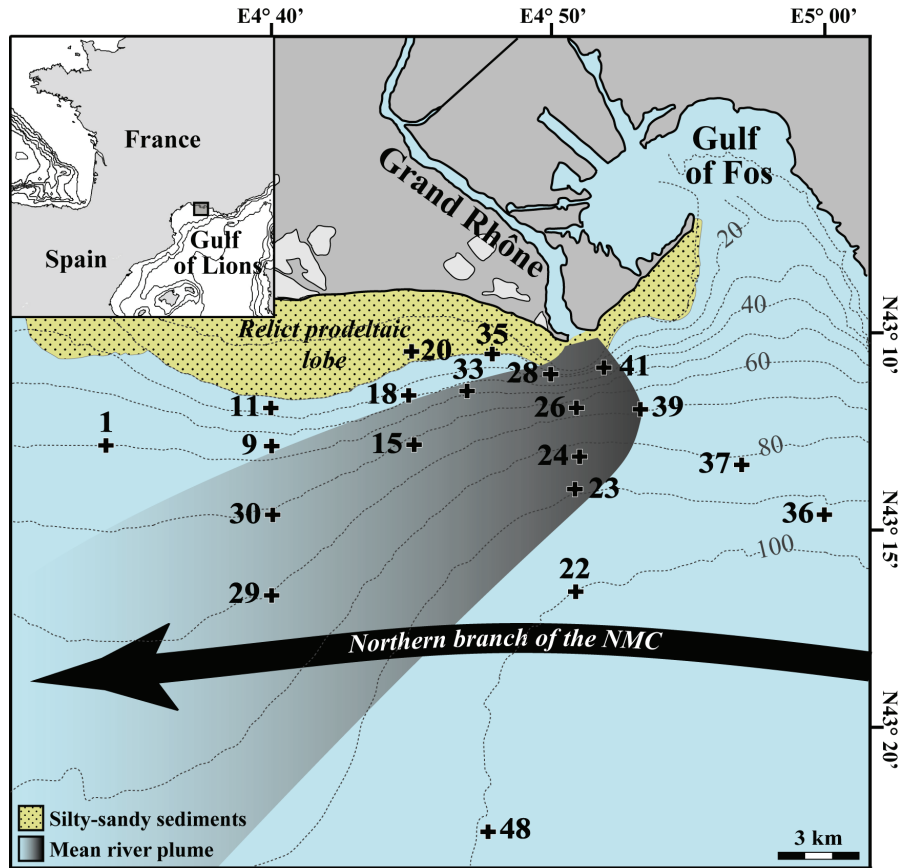 E4° 40'
E4° 50'
E5° 00'
France
Spain
Gulf
of Lions
Grand Rhône
Gulf
of Fos
20
40
60
80
100
N43° 10'
N43° 15'
N43° 20'
Relict prodeltaic
lobe
35
20
33
28
41
18
11
26
39
1
9
15
24
37
23
30
36
22
29
Northern branch of the NMC
48
Silty-sandy sediments
Mean river plume
3 km